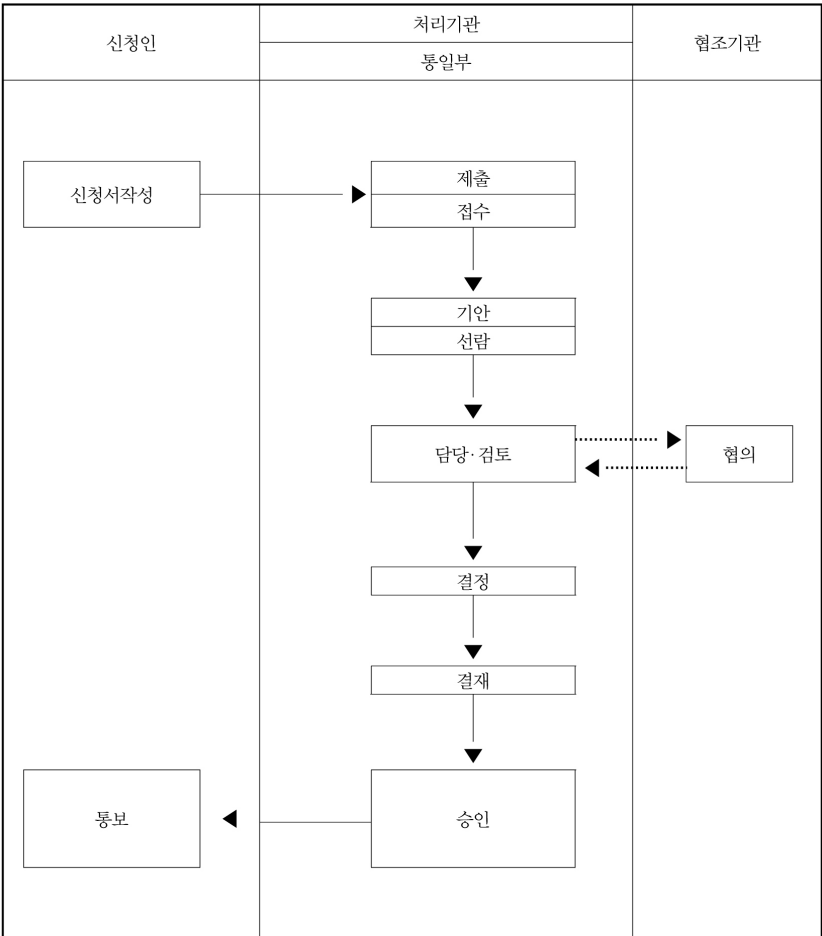 신청인
처리기관
통일부
협조기관
신청서작성
제출
접수
기안
선람
담당·검토
협의
결정
결재
통보
승인